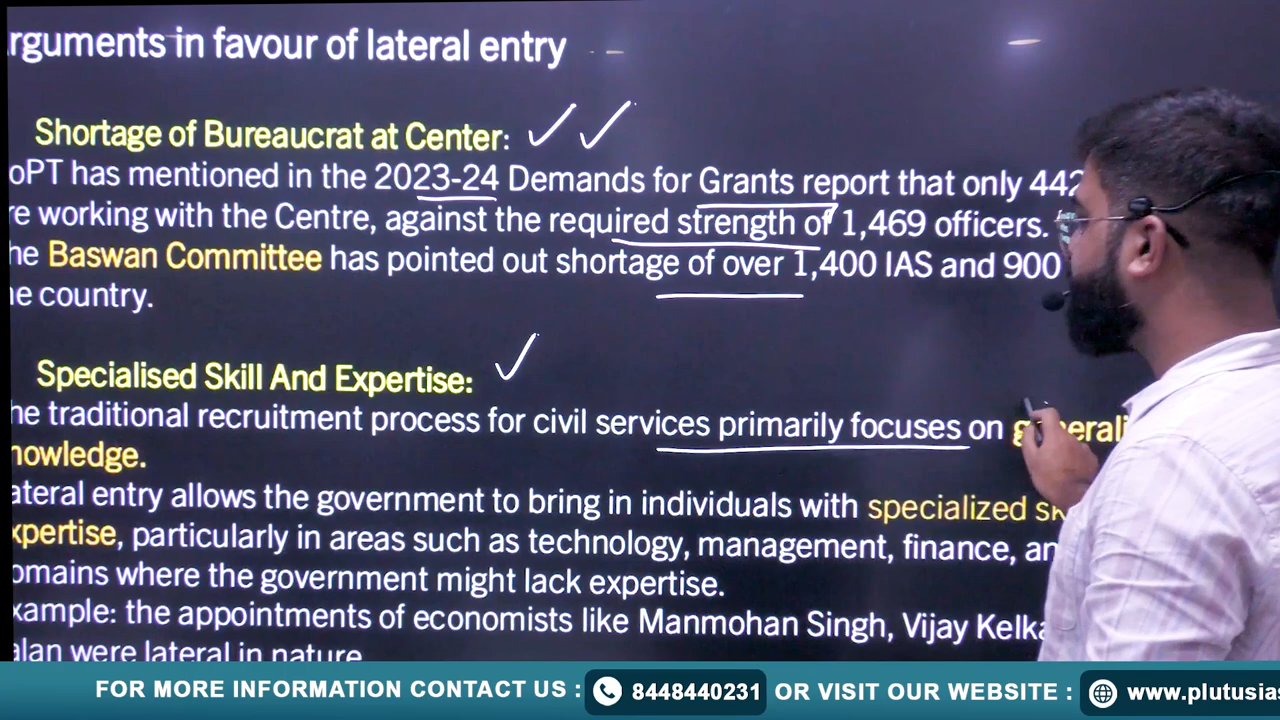 rguments in favour of lateral entry
Shortage of Bureaucrat at Center:
oPT has mentioned in the 2023-24 Demands for Grants report that only 442
re working with the Centre, against the required strength of 1,469 officers.
he Baswan Committee has pointed out shortage of over 1,400 IAS and 900
e country.
Specialised Skill And Expertise:
he traditional recruitment process for civil services primarily focuses on
nowledge.
ateral entry allows the government to bring in individuals with specialized
xpertise, particularly in areas such as technology, management, finance,
omains where the government might lack expertise.
xample: the appointments of economists like Manmohan Singh, Vijay Kelka
alan were lateral in nature
FOR MORE INFORMATION CONTACT US : 8448440231 OR VISIT OUR WEBSITE : www.plutusias